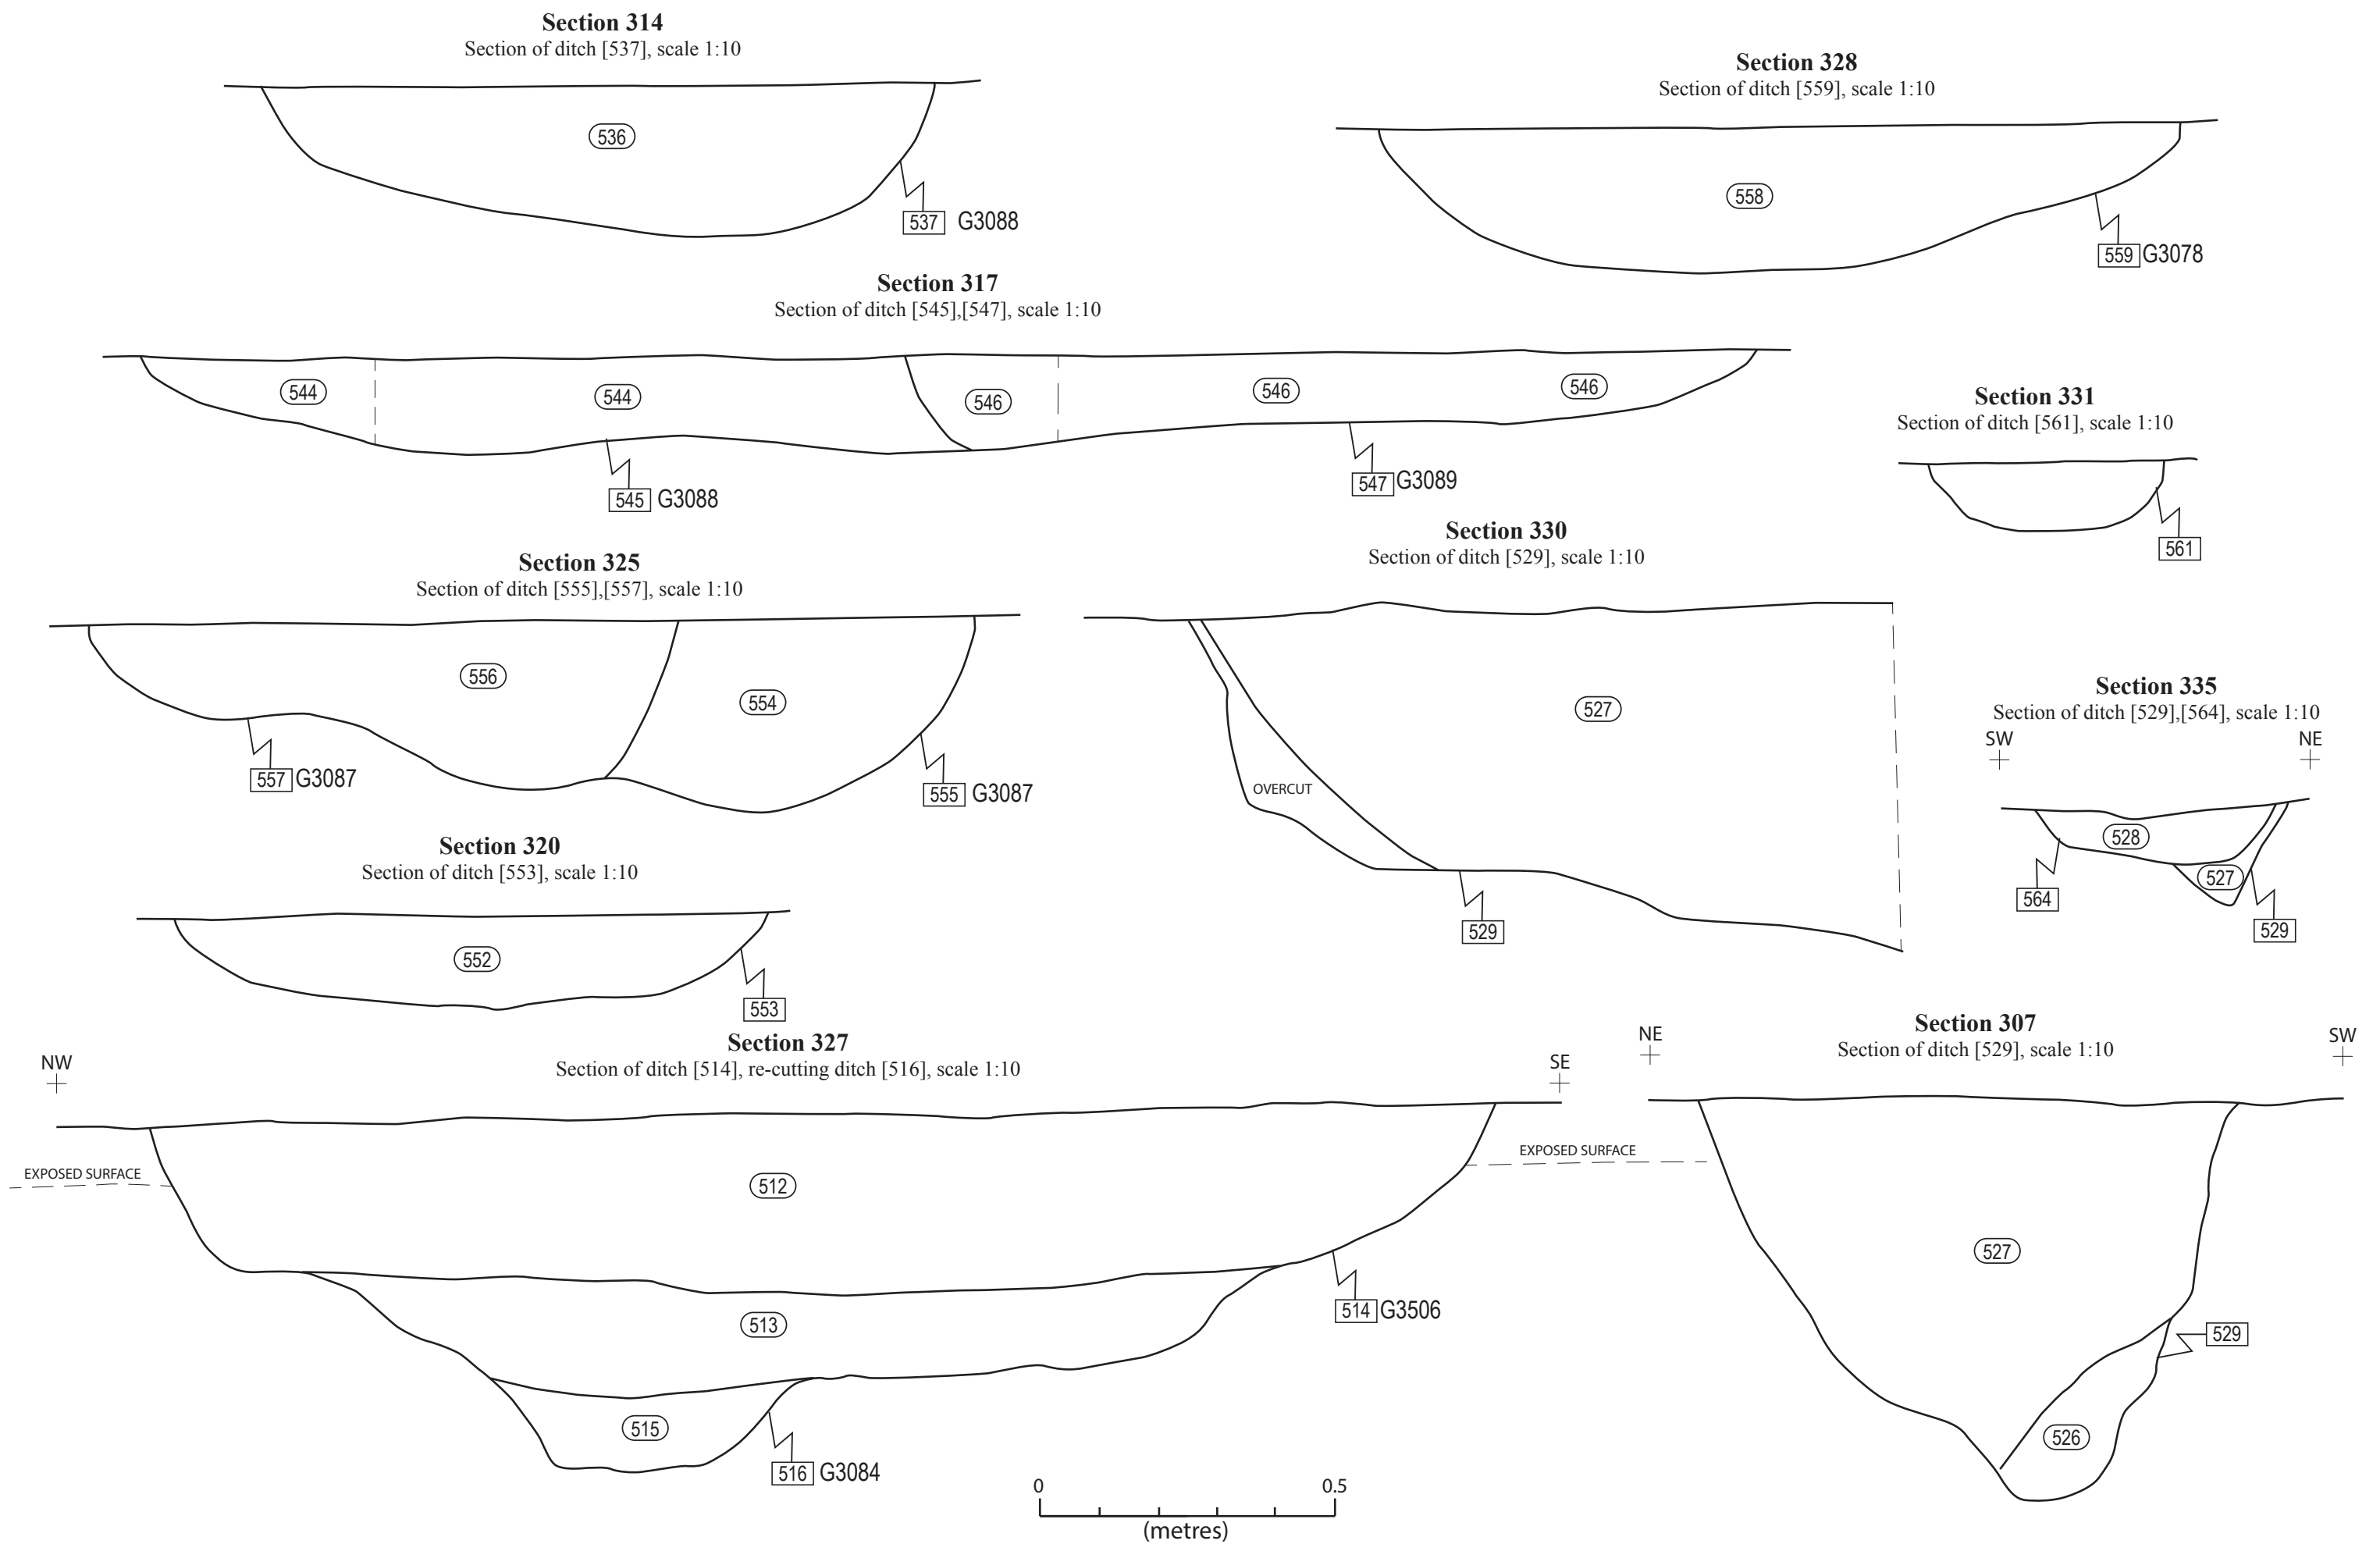 Section 314
Section of ditch [537], scale 1:10
536
537 G3088
Section 328
Section of ditch [559], scale 1:10
558
559 G3078
Section 317
Section of ditch [545],[547], scale 1:10
544
544
546
546
546
545 G3088
547 G3089
Section 331
Section of ditch [561], scale 1:10
561
Section 325
Section of ditch [555],[557], scale 1:10
556
554
557 G3087
555 G3087
Section 330
Section of ditch [529], scale 1:10
527
OVERCUT
529
Section 335
Section of ditch [529],[564], scale 1:10
SW
NE
528
527
564
529
Section 320
Section of ditch [553], scale 1:10
552
553
Section 327
Section of ditch [514], re-cutting ditch [516], scale 1:10
NW
SE
EXPOSED SURFACE
EXPOSED SURFACE
512
513
514 G3506
515
516 G3084
Section 307
Section of ditch [529], scale 1:10
NE
SW
527
529
526
0
0.5
(metres)